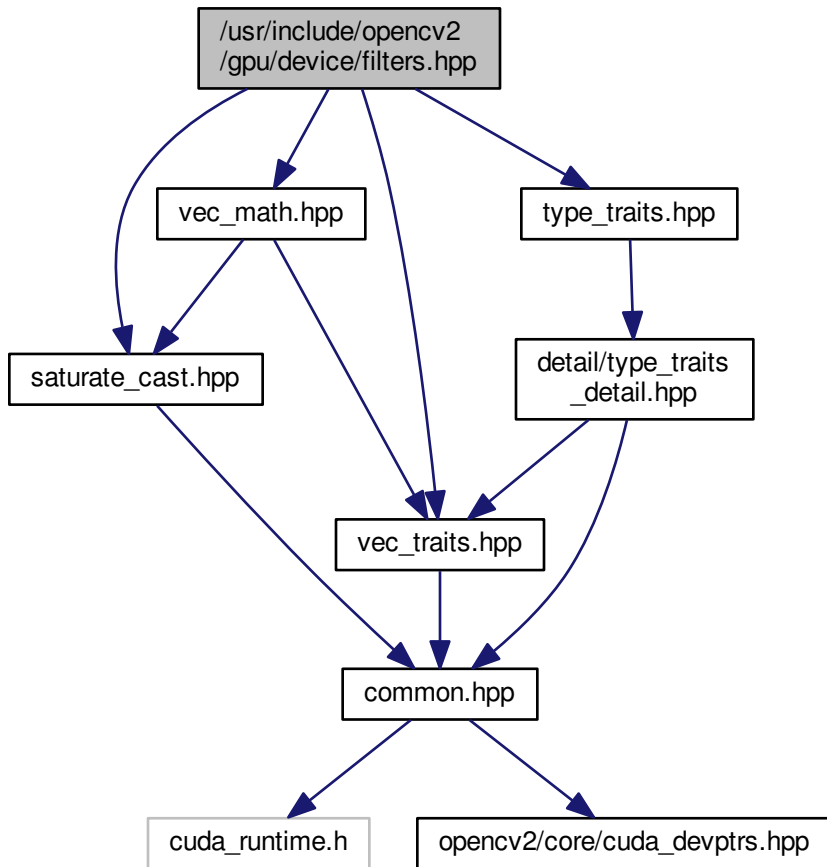 /usr/include/opencv2
/gpu/device/filters.hpp
vec_math.hpp
type_traits.hpp
saturate_cast.hpp
detail/type_traits
_detail.hpp
vec_traits.hpp
common.hpp
cuda_runtime.h
opencv2/core/cuda_devptrs.hpp